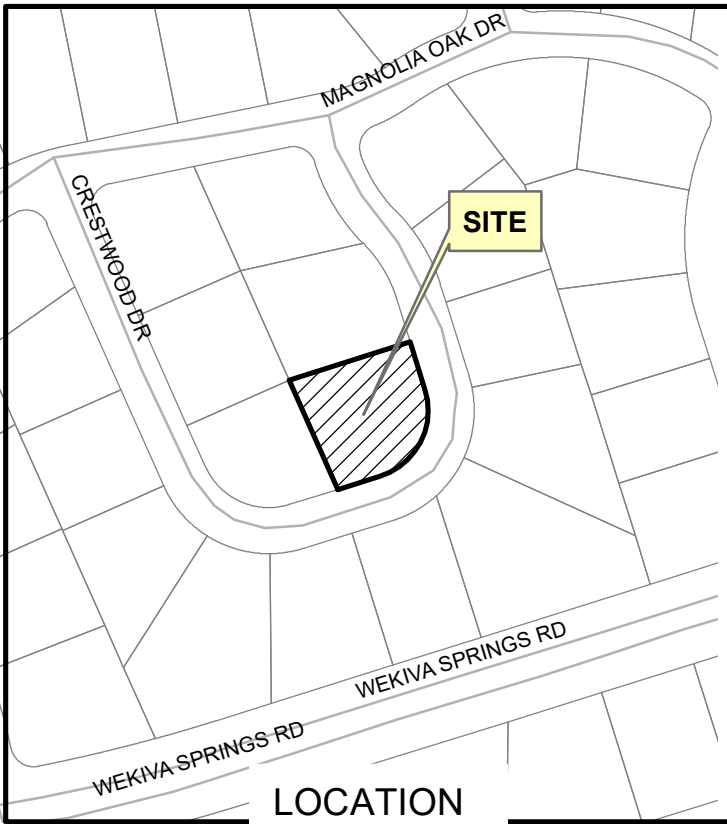 MAGNOLIA OAK DR
CRESTWOOD DR
SITE
WEKIVA SPRINGS RD
WEKIVA SPRINGS RD
LOCATION